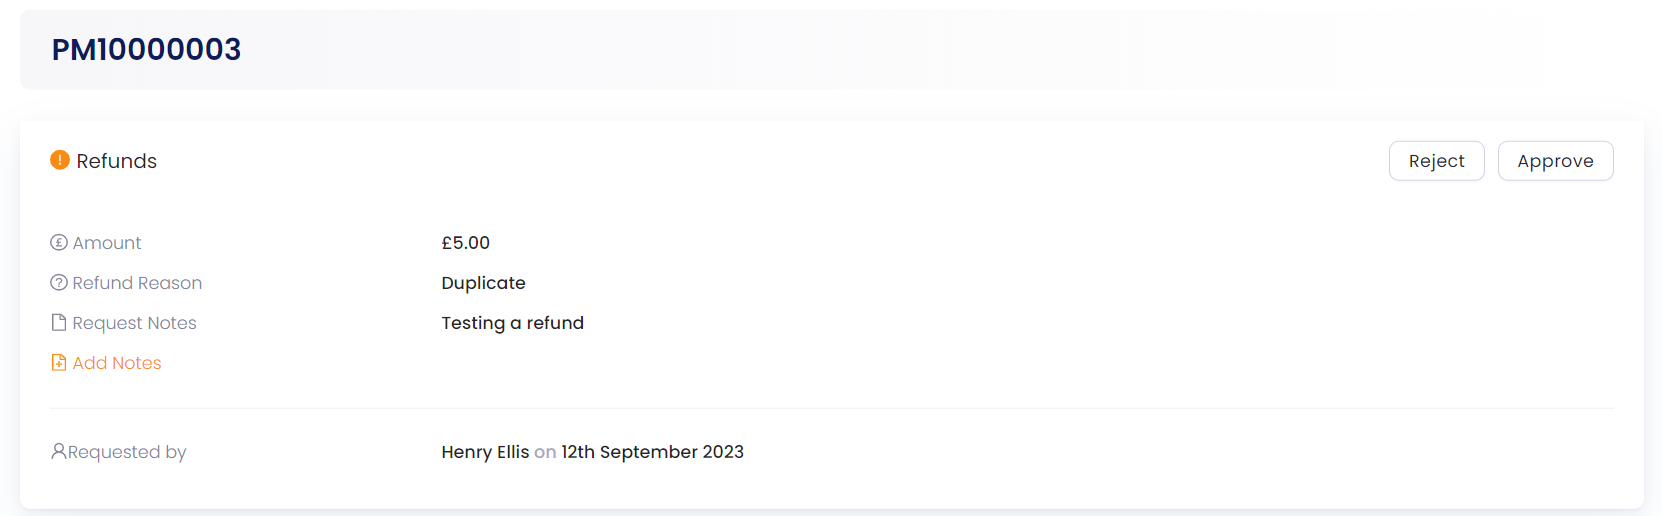 PM10000003
Refunds
Reject
Approve
Amount
£5.00
Refund Reason
Duplicate
Request Notes
Testing a refund
Add Notes
Requested by
Henry Ellis on 12th September 2023